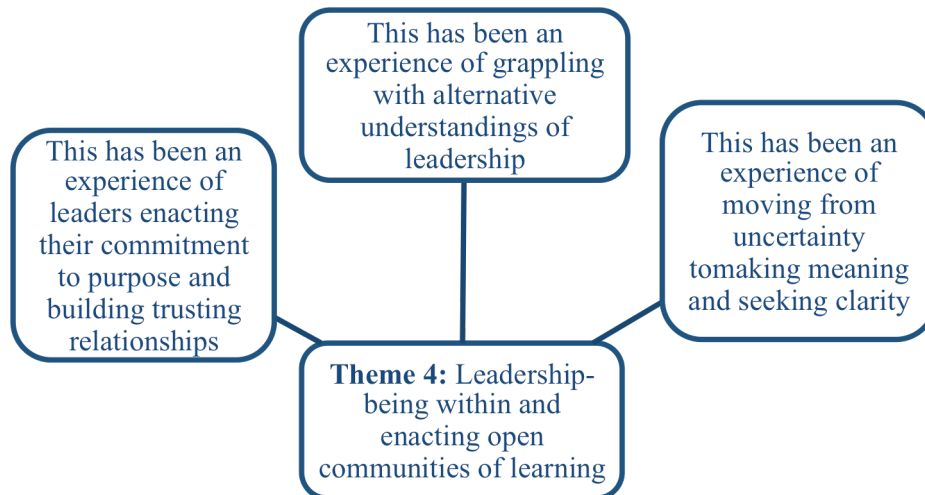 This has been an
experience of grappling
with alternative
understandings of
leadership
This has been an
experience of
leaders enacting
their commitment
to purpose and
building trusting
relationships
This has been an
experience of
moving from
uncertainty
tomaking meaning
and seeking clarity
Theme 4: Leadership-
being within and
enacting open
communities of learning